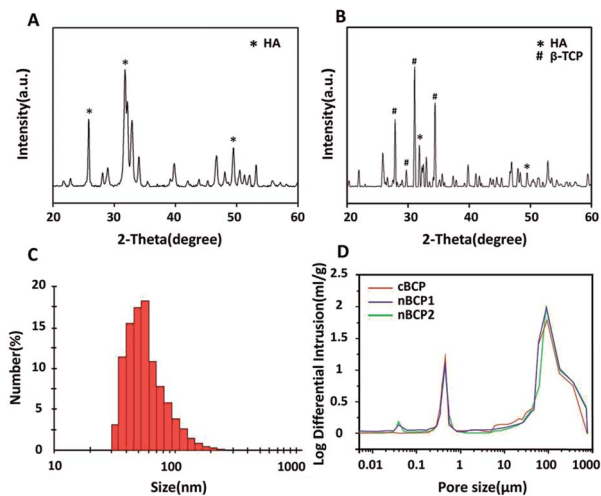 A
* HA
*
*
*
Intensity(a.u.)
20 30 40 50 60
2-Theta(degree)
B
* HA
# β-TCP
#
#
#
#
*
*
Intensity(a.u.)
20 30 40 50 60
2-Theta(degree)
C
20
15
10
5
0
Number(%)
10 100 1000
Size(nm)
D
cBCP
nBCP1
nBCP2
2.5
2
1.5
1
0.5
0
Log Differential Intrusion(ml/g)
0.01 0.1 1 10 100 1000
Pore size(μm)